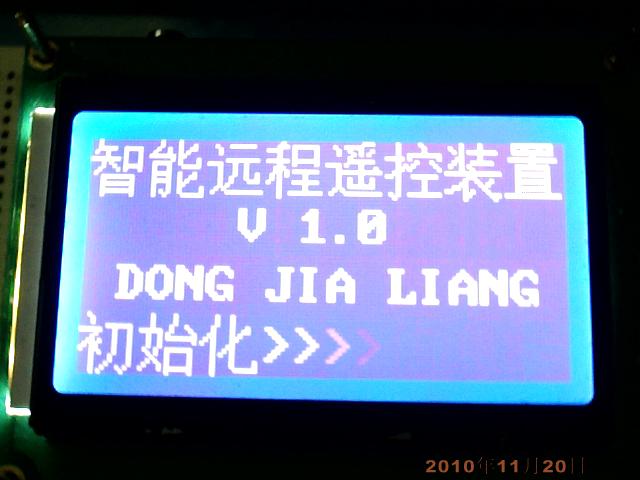 智能远程遥控装置
V 1.0
DONG JIA LIANG
初始化>>>>
2010年11月20日